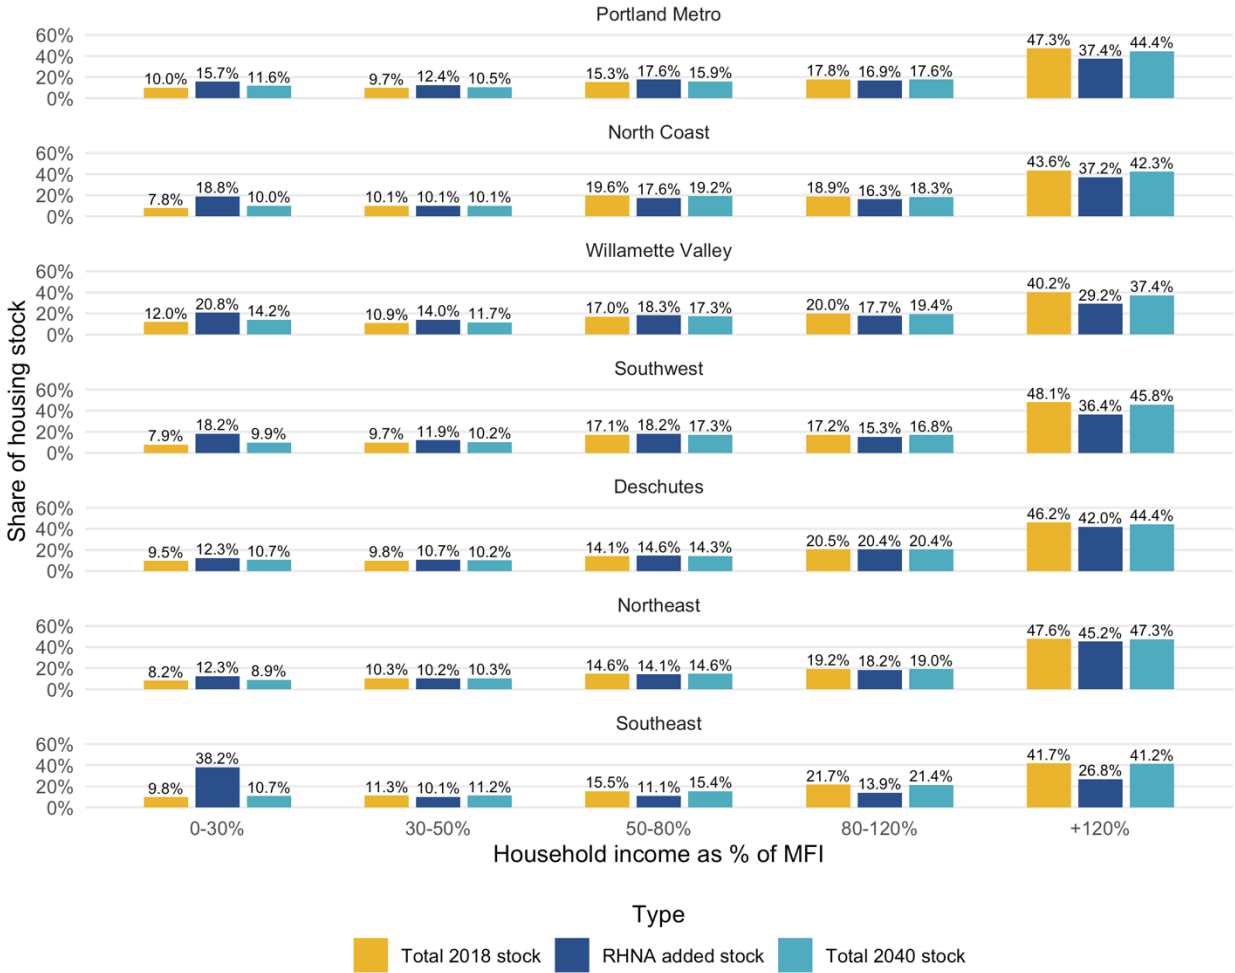 Portland Metro
60%
40%
20%
0%
10.0% 15.7% 11.6% 9.7% 12.4% 10.5% 15.3% 17.6% 15.9% 17.8% 16.9% 17.6% 47.3% 37.4% 44.4%
North Coast
60%
40%
20%
0%
7.8% 18.8% 10.0% 10.1% 10.1% 10.1% 19.6% 17.6% 19.2% 18.9% 16.3% 18.3% 43.6% 37.2% 42.3%
Willamette Valley
60%
40%
20%
0%
12.0% 20.8% 14.2% 10.9% 14.0% 11.7% 17.0% 18.3% 17.3% 20.0% 17.7% 19.4% 40.2% 29.2% 37.4%
Southwest
60%
40%
20%
0%
7.9% 18.2% 9.9% 9.7% 11.9% 10.2% 17.1% 18.2% 17.3% 17.2% 15.3% 16.8% 48.1% 36.4% 45.8%
Deschutes
60%
40%
20%
0%
9.5% 12.3% 10.7% 9.8% 10.7% 10.2% 14.1% 14.6% 14.3% 20.5% 20.4% 20.4% 46.2% 42.0% 44.4%
Northeast
60%
40%
20%
0%
8.2% 12.3% 8.9% 10.3% 10.2% 10.3% 14.6% 14.1% 14.6% 19.2% 18.2% 19.0% 47.6% 45.2% 47.3%
Southeast
60%
40%
20%
0%
9.8% 38.2% 10.7% 11.3% 10.1% 11.2% 15.5% 11.1% 15.4% 21.7% 13.9% 21.4% 41.7% 26.8% 41.2%
Share of housing stock
0-30% 30-50% 50-80% 80-120% +120%
Household income as % of MFI
Type
Total 2018 stock RHNA added stock Total 2040 stock